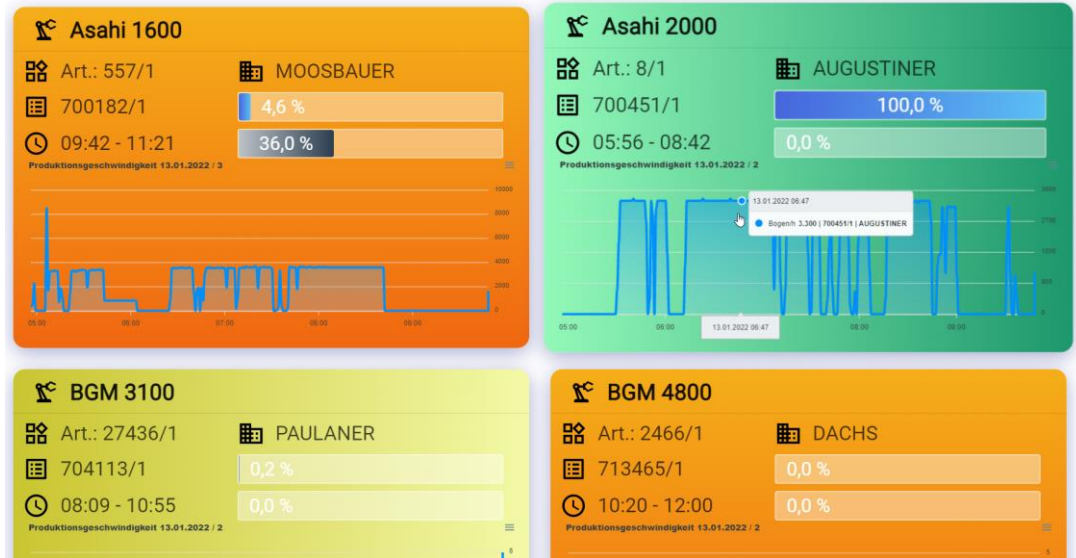 Asahi 1600
Art.: 557/1 MOOSBAUER
700182/1 4,6 %
09:42 - 11:21 36,0 %
Produktionsgeschwindigkeit 13.01.2022 / 3
10000
8000
6000
4000
2000
0
05:00 06:00 07:00 08:00 09:00
Asahi 2000
Art.: 8/1 AUGUSTINER
700451/1 100,0 %
05:56 - 08:42 0,0 %
Produktionsgeschwindigkeit 13.01.2022 / 2
3600
13.01.2022 06:47
2700
Bogen/h 3.300 | 700451/1 | AUGUSTINER
1800
900
0
05:00 06:00 13.01.2022 06:47 08:00 09:00
BGM 3100
Art.: 27436/1 PAULANER
704113/1 0,2 %
08:09 - 10:55 0,0 %
Produktionsgeschwindigkeit 13.01.2022 / 2
BGM 4800
Art.: 2466/1 DACHS
713465/1 0,0 %
10:20 - 12:00 0,0 %
Produktionsgeschwindigkeit 13.01.2022 / 2
5